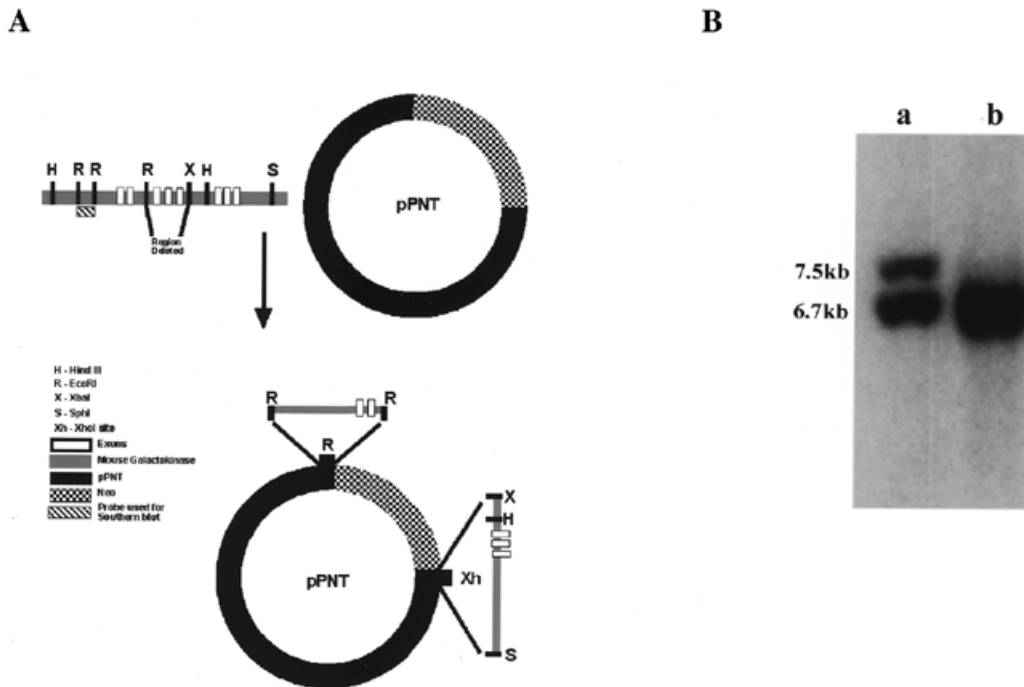 A
B
H R R R X H S
Region
Deleted
pPNT
a b
7.5kb
6.7kb
H - Hind III
R - EcoRI
X - XbaI
S - SphI
Xh - XhoI site
Exons
Mouse Galactokinase
pPNT
Neo
Probe used for
Southern blot
R R
R
pPNT
Xh
X
H
S